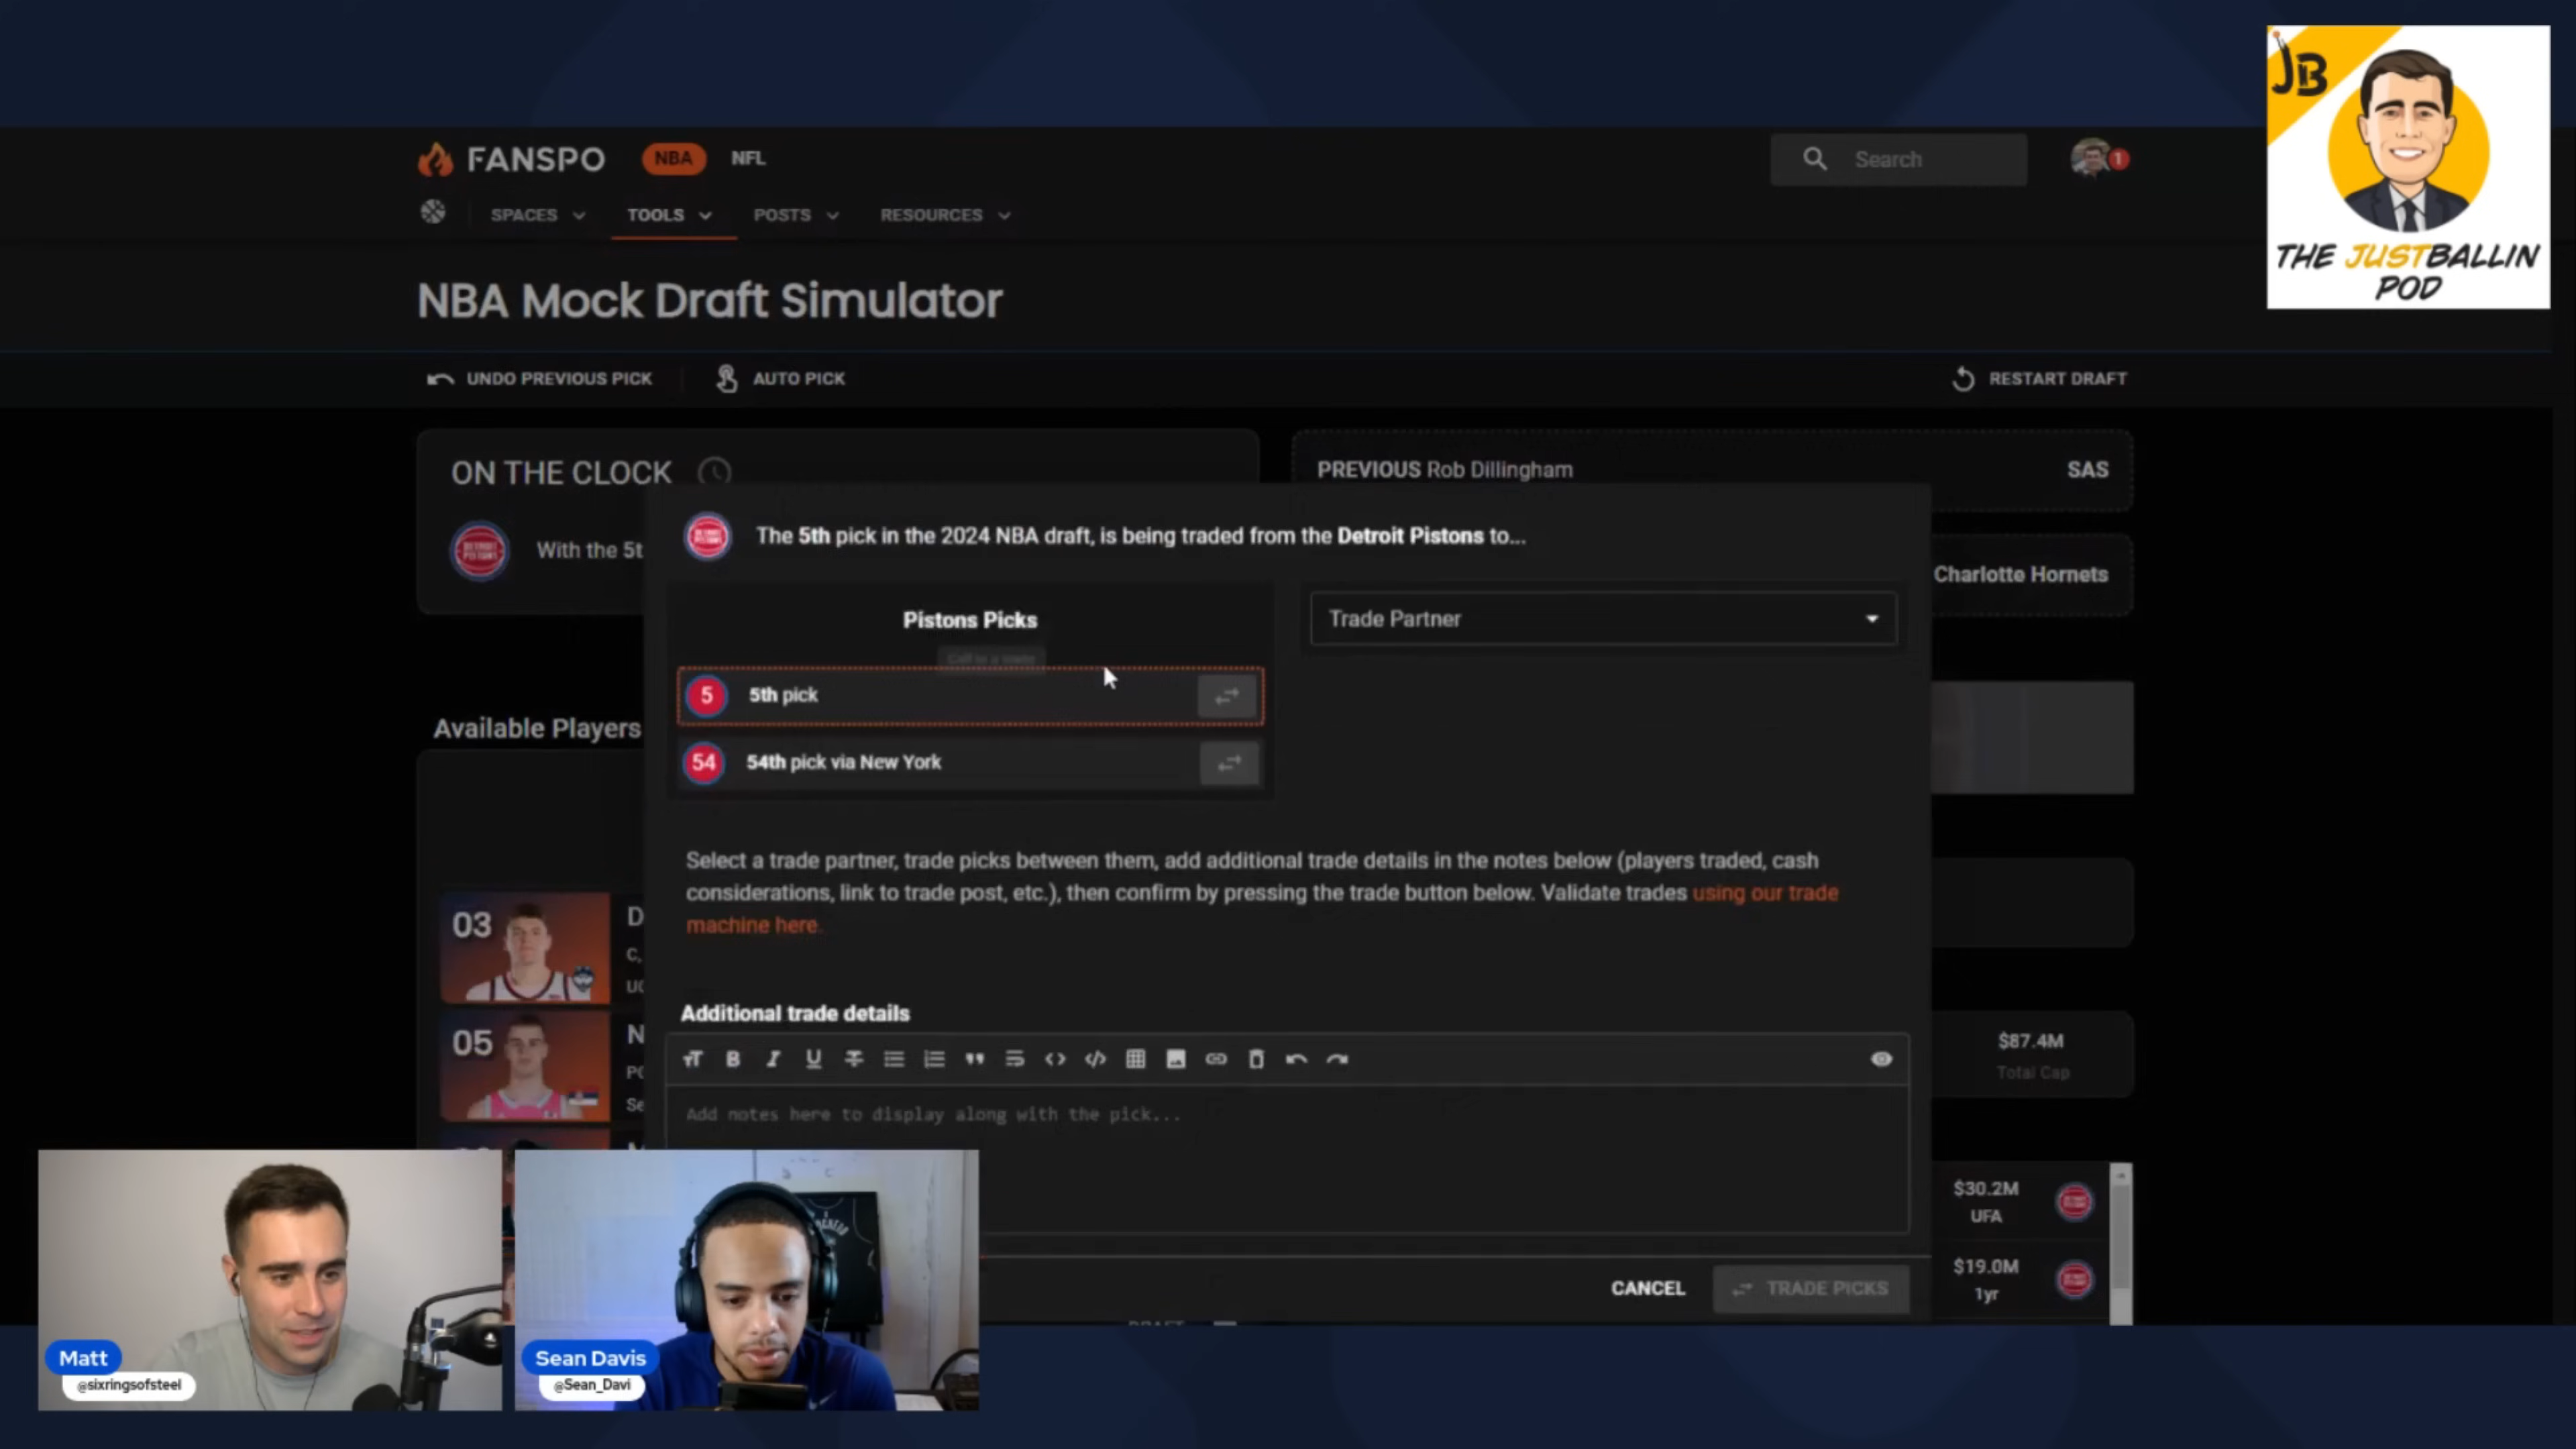 JB
THE JUSTBALLIN
POD
FANSPO
NBA
NFL
Search
1
SPACES
TOOLS
POSTS
RESOURCES
NBA Mock Draft Simulator
UNDO PREVIOUS PICK
AUTO PICK
RESTART DRAFT
ON THE CLOCK
PREVIOUS Rob Dillingham
SAS
With the 5t
Charlotte Hornets
The 5th pick in the 2024 NBA draft, is being traded from the Detroit Pistons to...
Pistons Picks
Trade Partner
5
5th pick
54
54th pick via New York
Available Players
Select a trade partner, trade picks between them, add additional trade details in the notes below (players traded, cash
considerations, link to trade post, etc.), then confirm by pressing the trade button below. Validate trades using our trade
machine here.
03
D
C,
UC
Additional trade details
05
N
PG
Se
Add notes here to display along with the pick...
$87.4M
Total Cap
$30.2M
UFA
$19.0M
1yr
CANCEL
TRADE PICKS
Matt
@sixringsofsteel
Sean Davis
@Sean_Davi